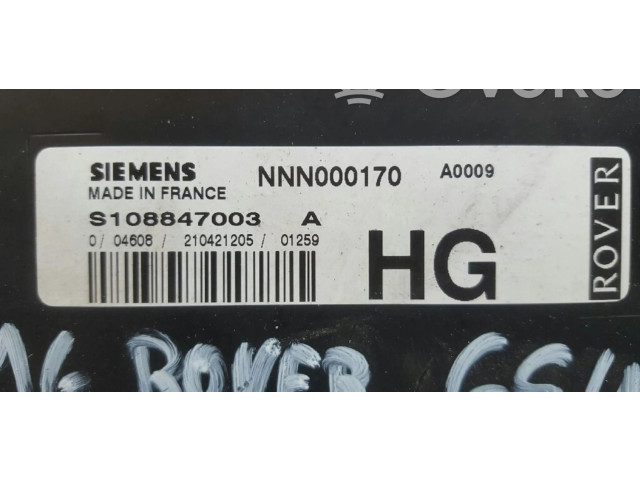 SIEMENS NNN000170 A0009
MADE IN FRANCE
S108847003 A
0/ 04608/ 210421205/ 01259
HG
ROVER
ROVER